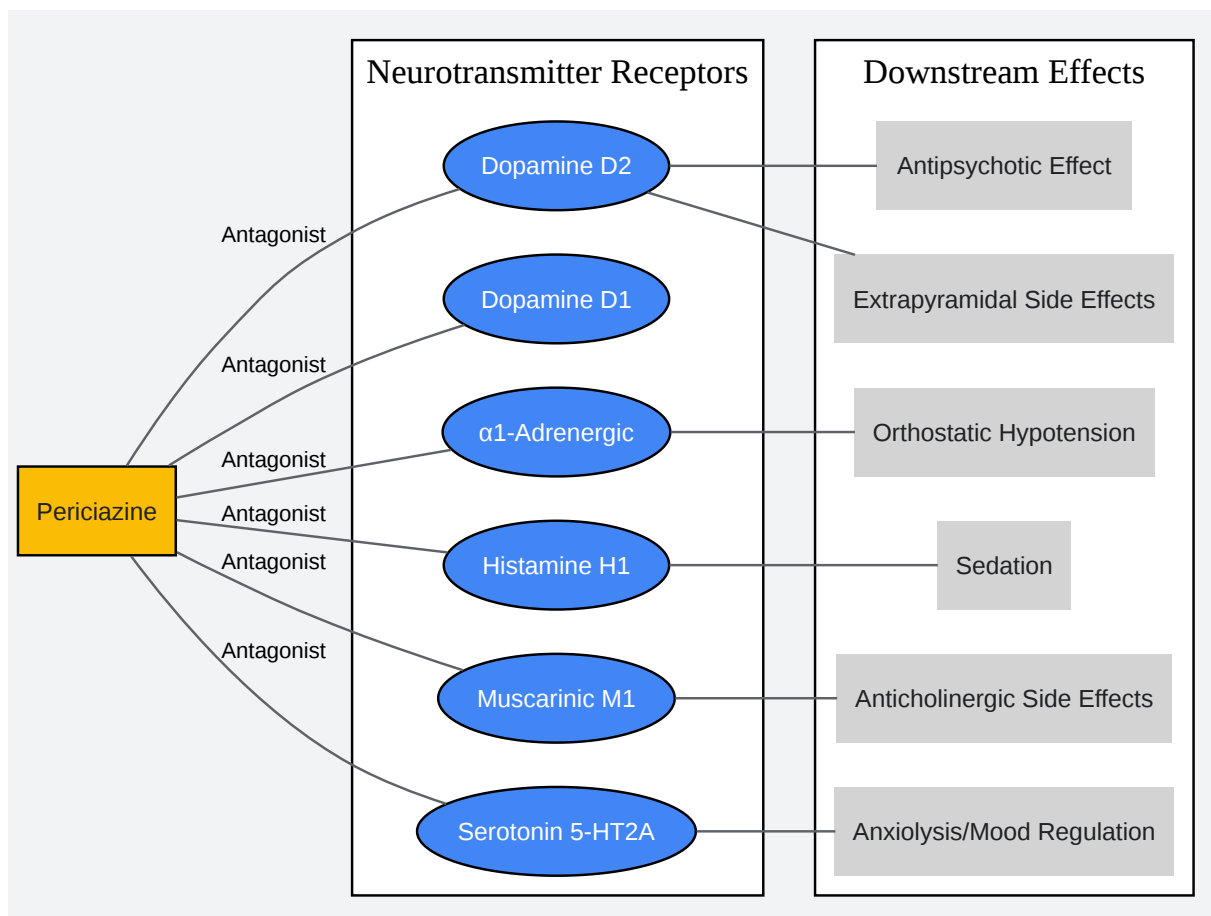 Neurotransmitter Receptors
Downstream Effects
Dopamine D2
Antipsychotic Effect
Antagonist
Dopamine D1
Extrapyramidal Side Effects
Antagonist
α1-Adrenergic
Orthostatic Hypotension
Antagonist
Periciazine
Antagonist
Histamine H1
Sedation
Antagonist
Muscarinic M1
Anticholinergic Side Effects
Antagonist
Serotonin 5-HT2A
Anxiolysis/Mood Regulation